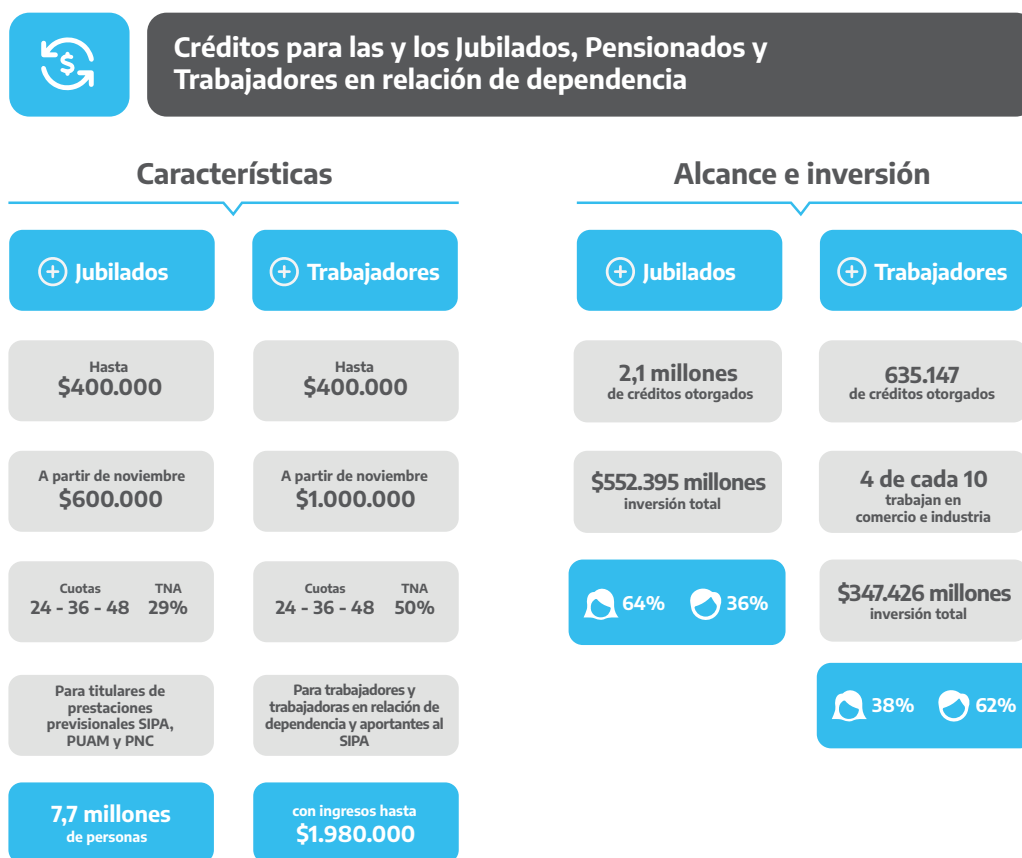 Créditos para las y los Jubilados, Pensionados y
Trabajadores en relación de dependencia
Características
Jubilados
Hasta
$400.000
A partir de noviembre
$600.000
Cuotas TNA
24 - 36 - 48 29%
Para titulares de
prestaciones
previsionales SIPA,
PUAM y PNC
7,7 millones
de personas
Trabajadores
Hasta
$400.000
A partir de noviembre
$1.000.000
Cuotas TNA
24 - 36 - 48 50%
Para trabajadores y
trabajadoras en relación de
dependencia y aportantes al
SIPA
con ingresos hasta
$1.980.000
Alcance e inversión
Jubilados
2,1 millones
de créditos otorgados
$552.395 millones
inversión total
64% 36%
Trabajadores
635.147
de créditos otorgados
4 de cada 10
trabajan en
comercio e industria
$347.426 millones
inversión total
38% 62%